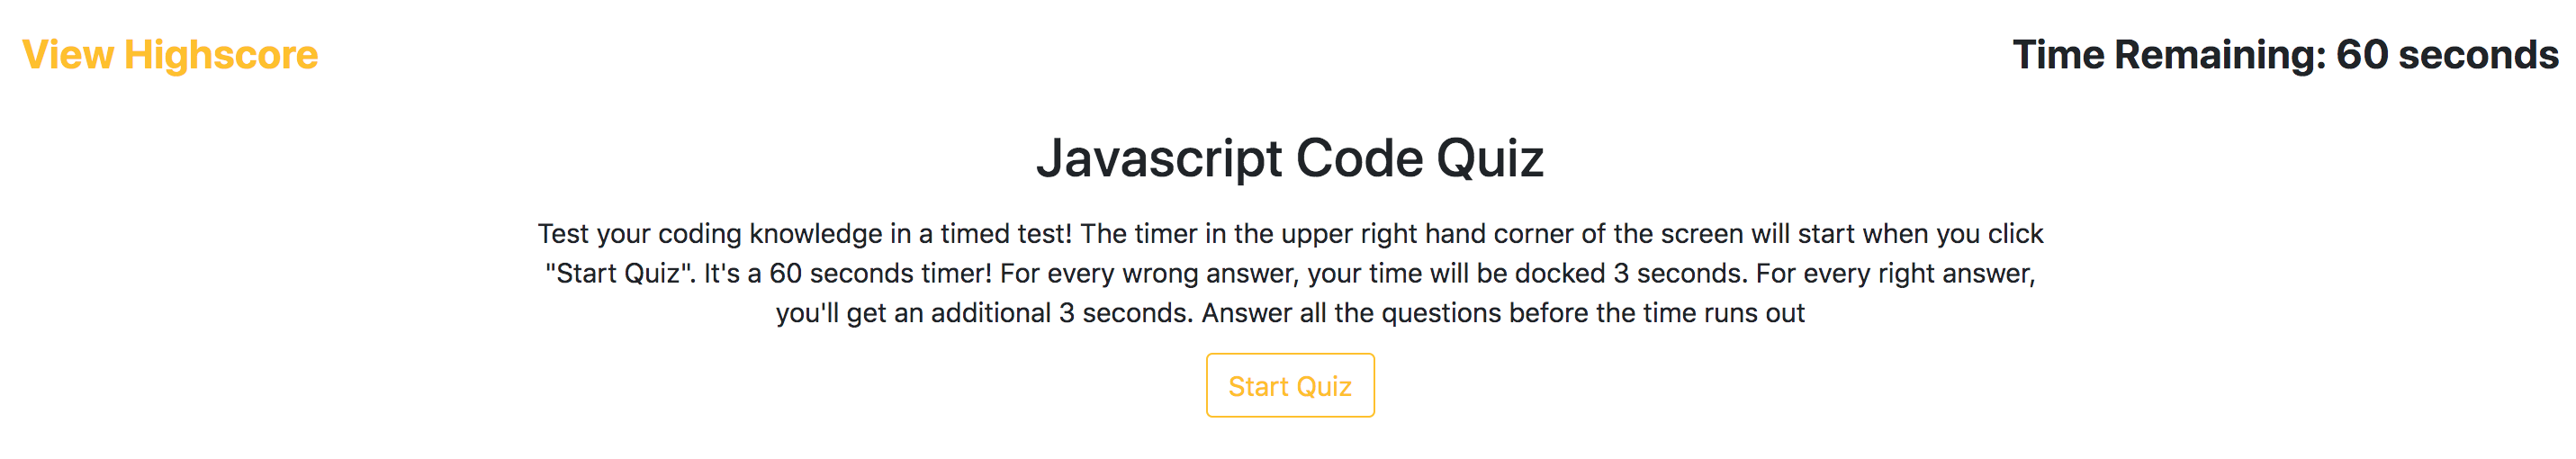 View Highscore
Time Remaining: 60 seconds
Javascript Code Quiz
Test your coding knowledge in a timed test! The timer in the upper right hand corner of the screen will start when you click
"Start Quiz". It's a 60 seconds timer! For every wrong answer, your time will be docked 3 seconds. For every right answer,
you'll get an additional 3 seconds. Answer all the questions before the time runs out
Start Quiz